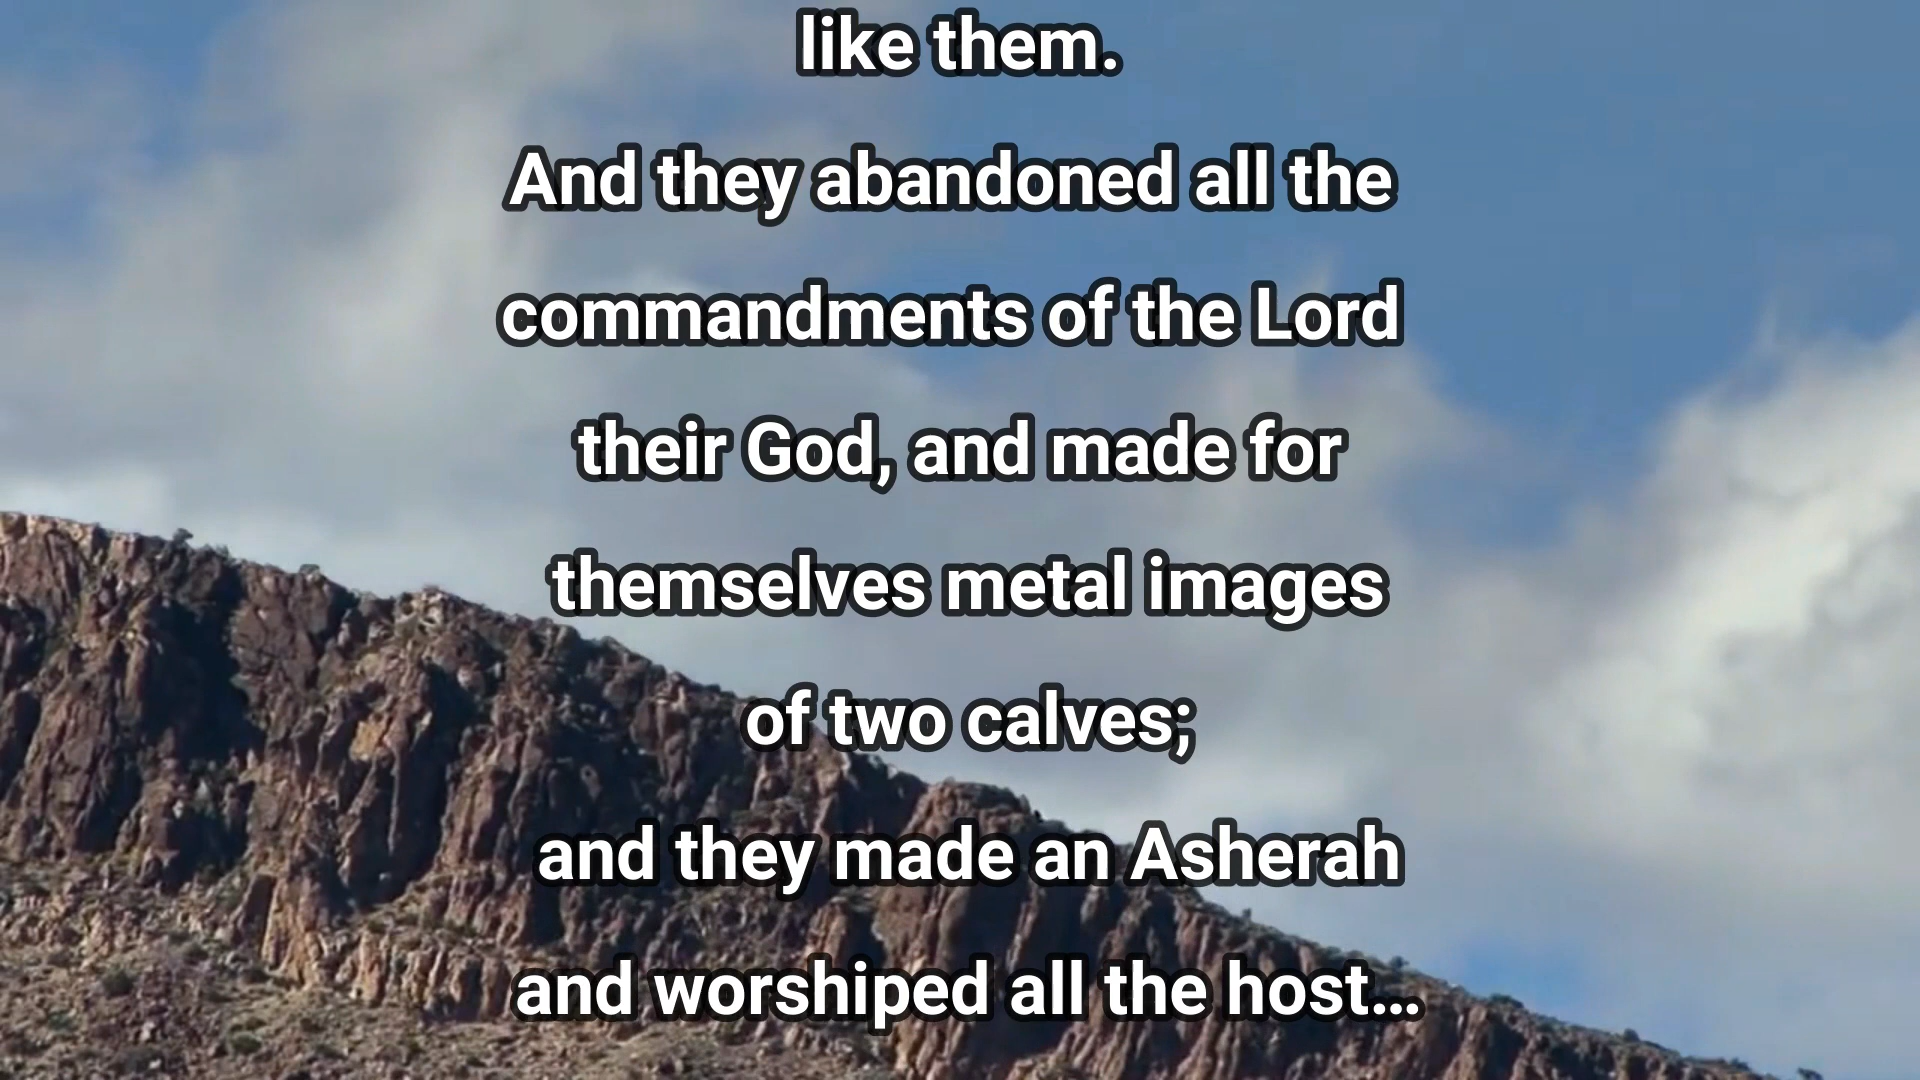 like them.
And they abandoned all the
commandments of the Lord
their God, and made for
themselves metal images
of two calves;
and they made an Asherah
and worshiped all the host...